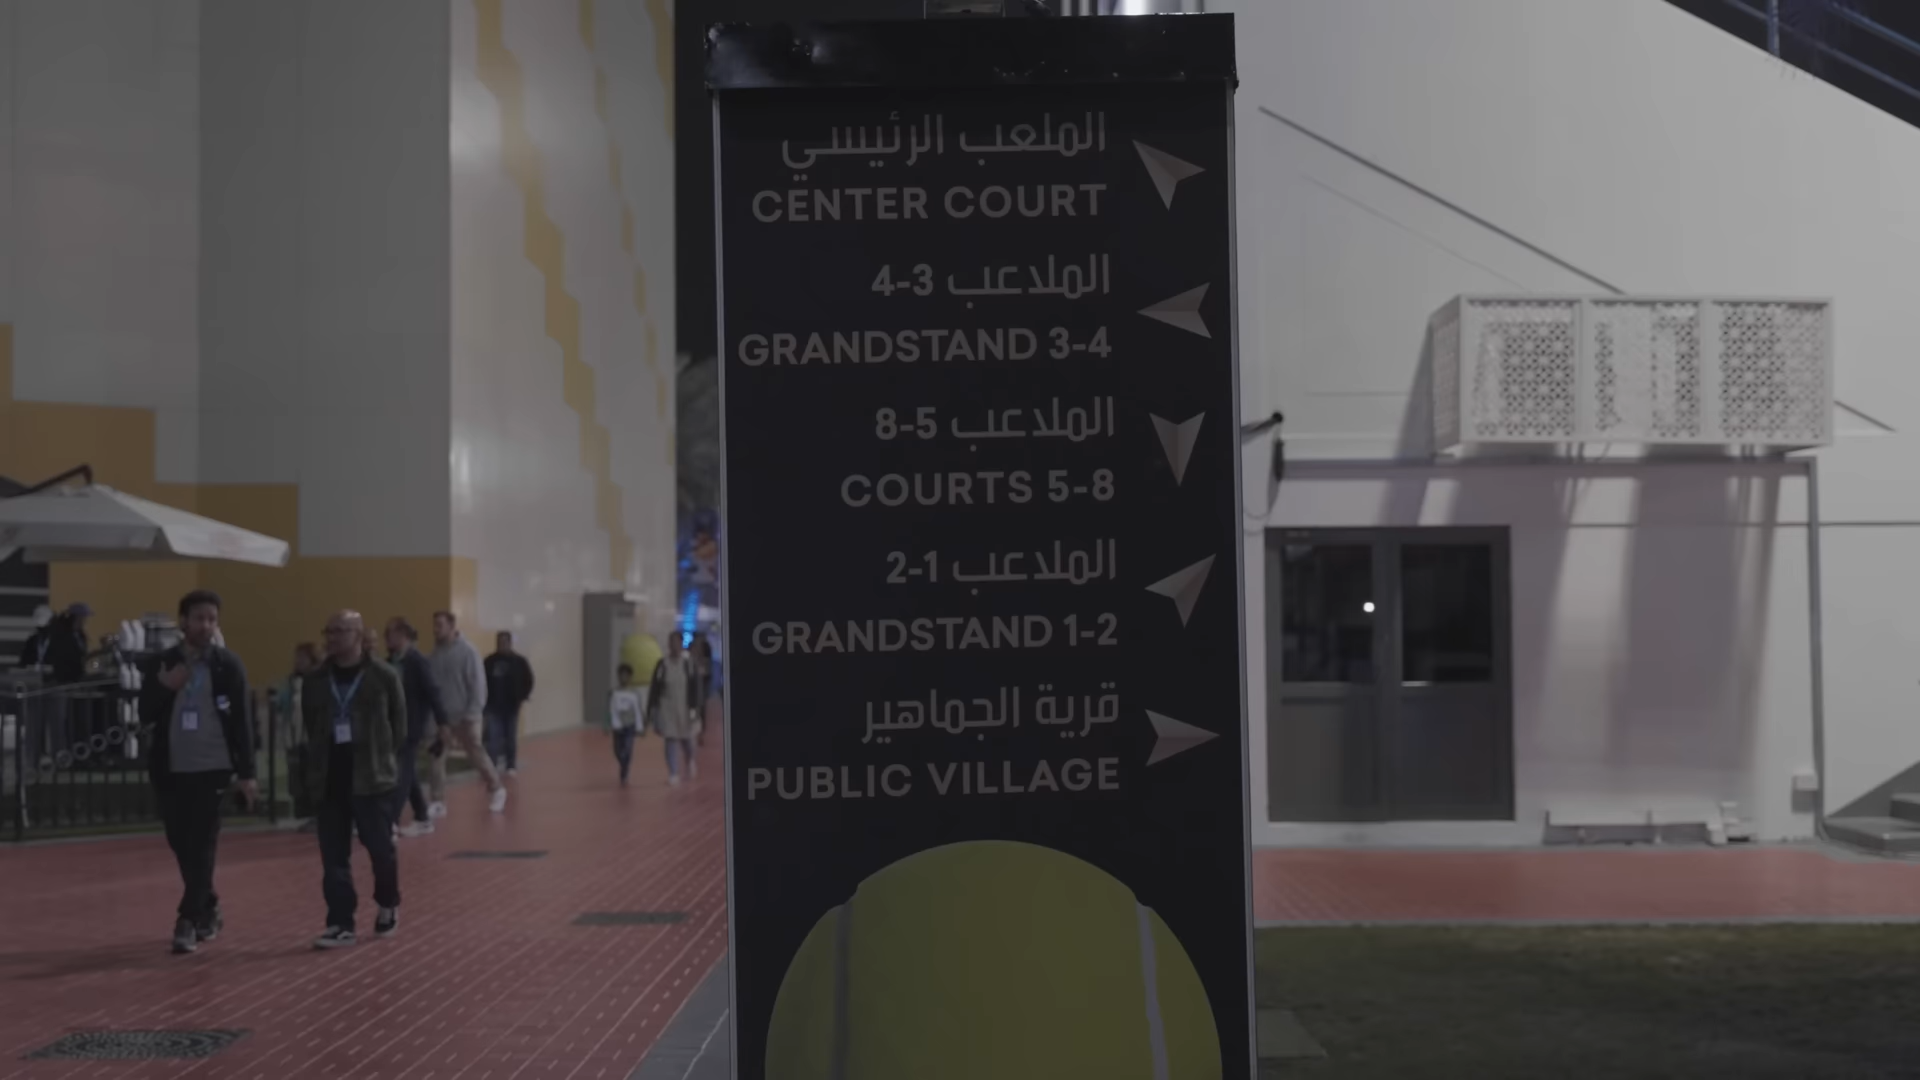 الملعب الرئيسي
CENTER COURT
الملاعب 3-4
GRANDSTAND 3-4
الملاعب 5-8
COURTS 5-8
الملاعب 1-2
GRANDSTAND 1-2
قرية الجماهير
PUBLIC VILLAGE